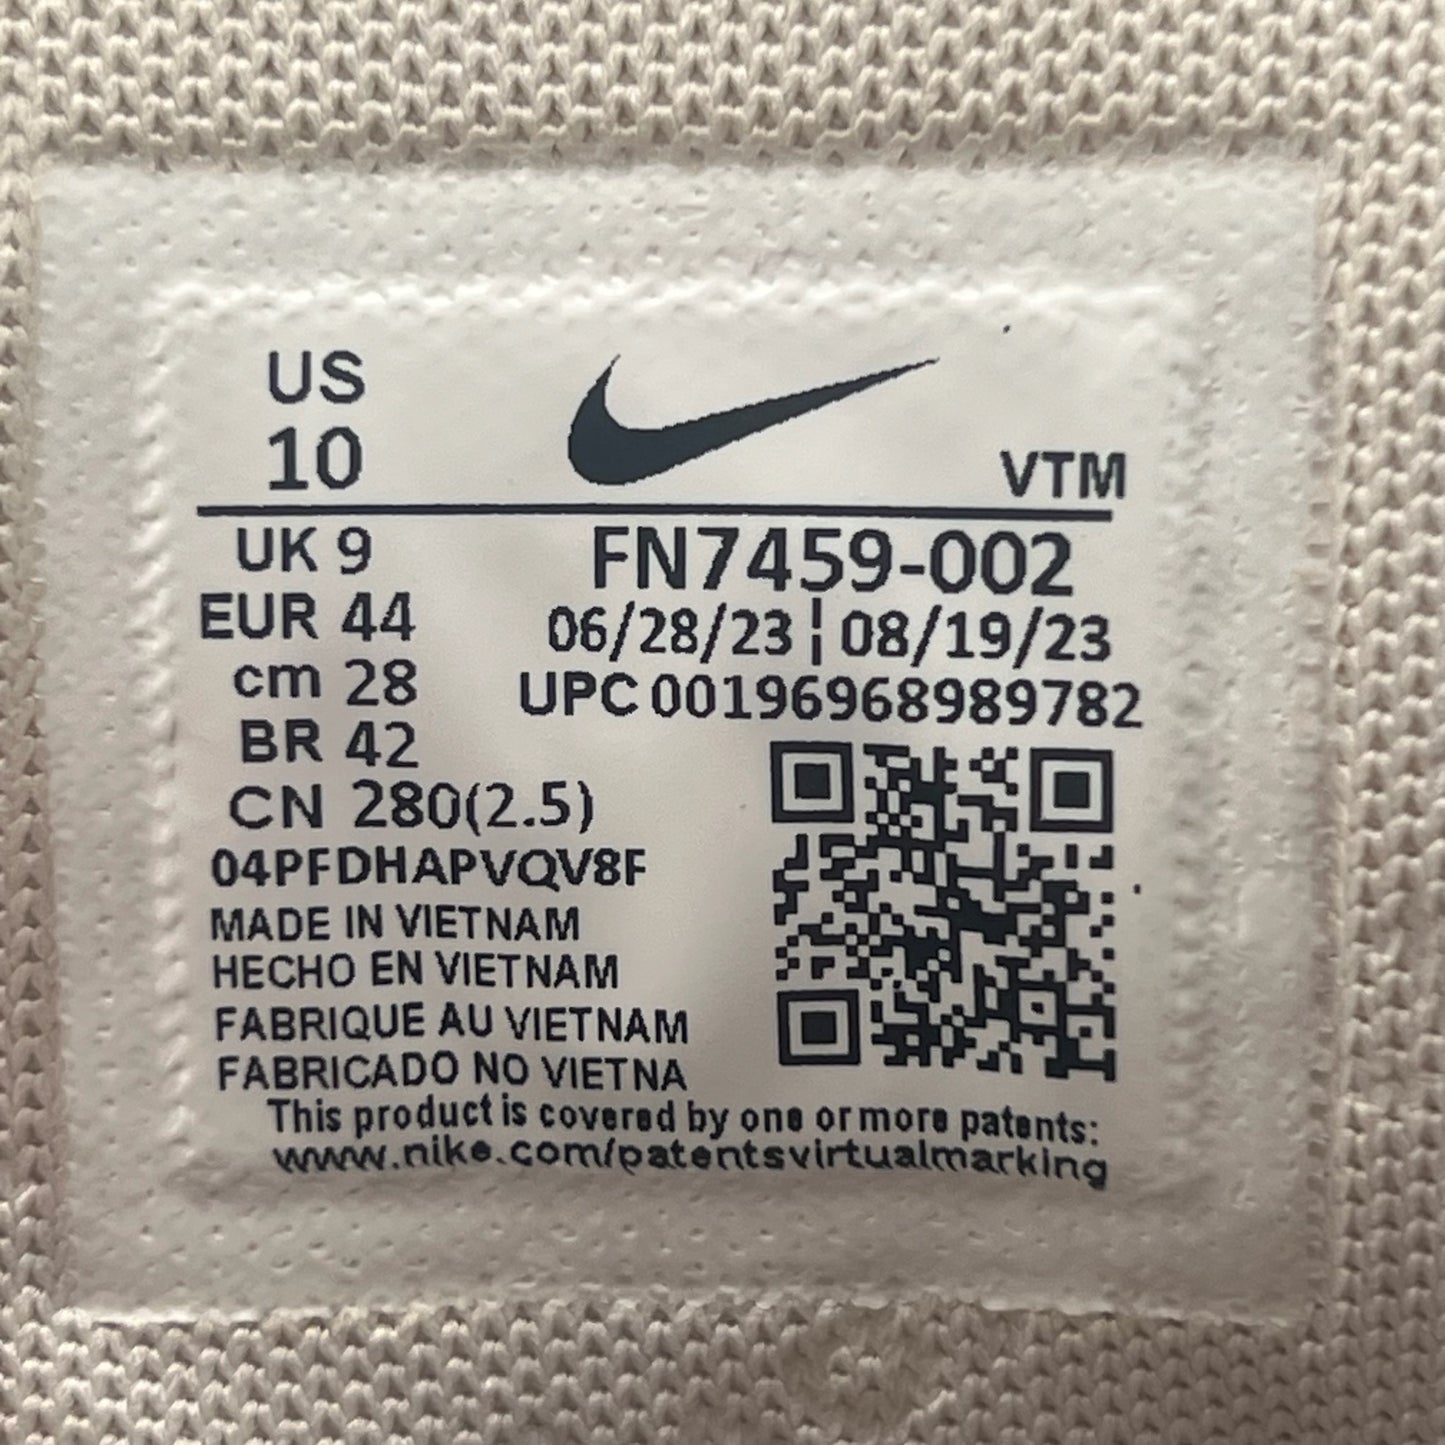 US
10
VTM
UK 9
EUR 44
cm 28
BR 42
CN 280(2.5)
FN7459-002
06/28/23¦08/19/23
UPC 00196968989782
04PFDHAPVQV8F
MADE IN VIETNAM
HECHO EN VIETNAM
FABRIQUE AU VIETNAM
FABRICADO NO VIETNA
This product is covered by one or more patents:
www.nike.com/patentsvirtualmarking